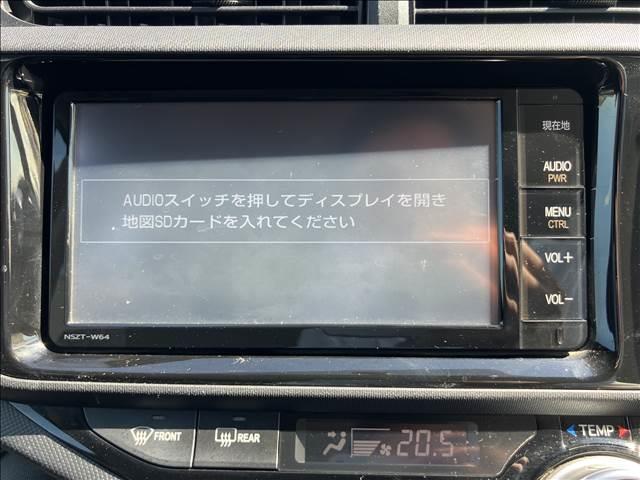 現在地
AUDIO
PWR
AUDIOスイッチを押してディスプレイを開き
地図SDカードを入れてください
MENU
CTRL
VOL+
VOL-
NSZT-W64
FRONT
REAR
20.5
TEMP